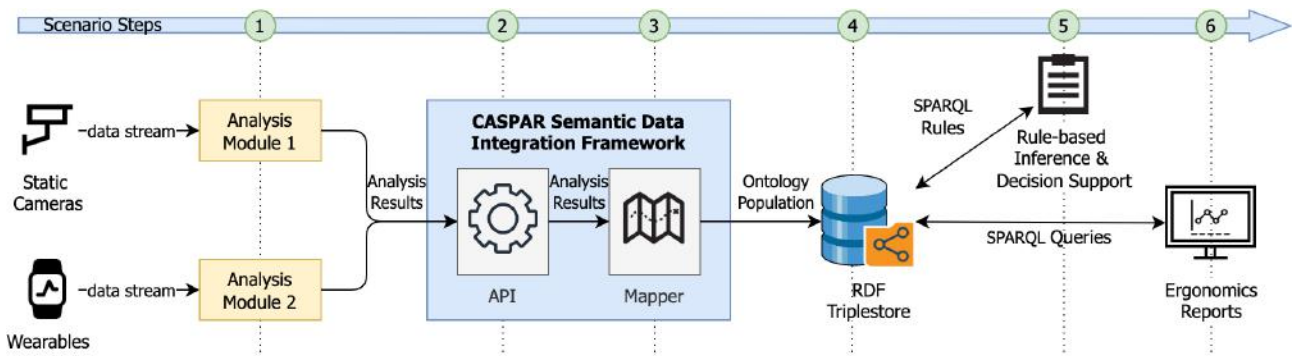 Scenario Steps
1
2
3
4
5
6
Static
Cameras
data stream
Analysis
Module 1
Wearables
data stream
Analysis
Module 2
Analysis
Results
CASPAR Semantic Data
Integration Framework
API
Analysis
Results
Mapper
Ontology
Population
RDF
Triplestore
SPARQL
Rules
Rule-based
Inference &
Decision Support
SPARQL Queries
Ergonomics
Reports